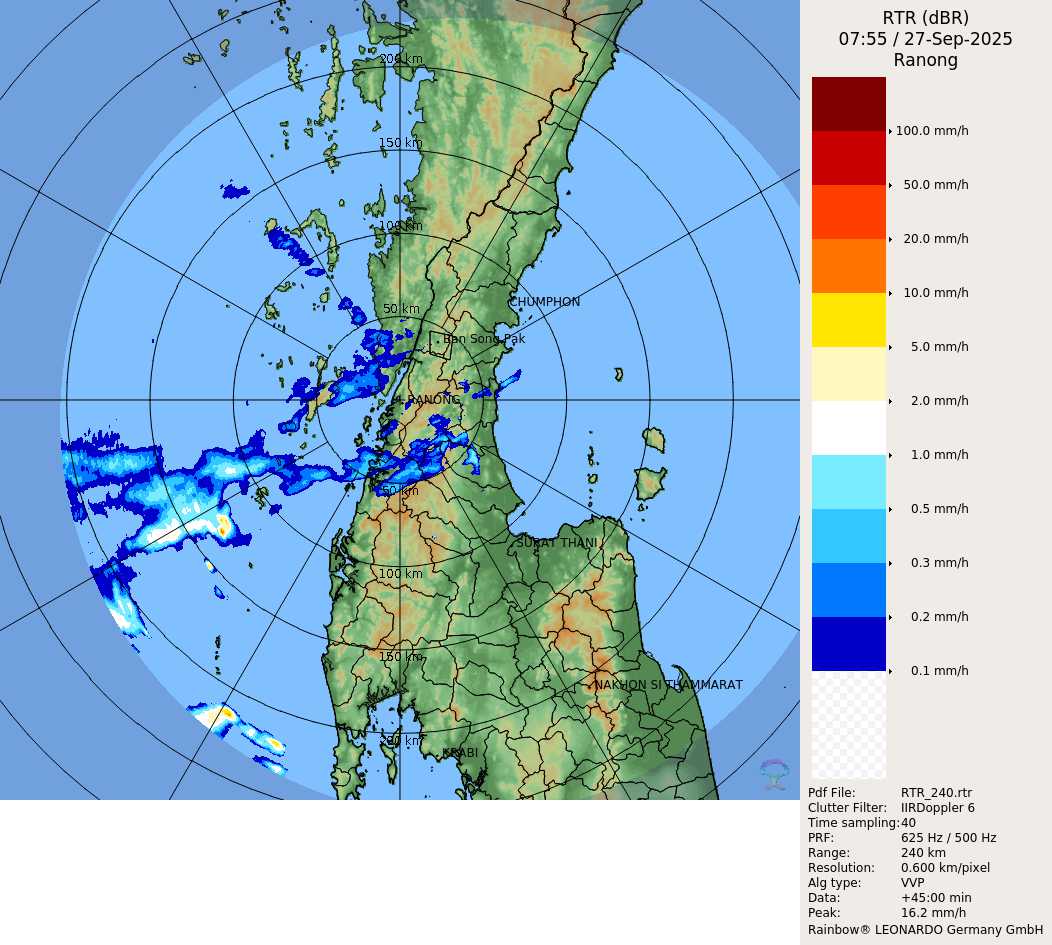 RTR (dBR)
07:55 / 27-Sep-2025
Ranong
200 km
150 km
100 km
50 km
CHUMPHON
Ban Song Pak
RANONG
50 km
SURAT THANI
100 km
150 km
NAKHON SI THAMMARAT
200 km
KRABI
100.0 mm/h
50.0 mm/h
20.0 mm/h
10.0 mm/h
5.0 mm/h
2.0 mm/h
1.0 mm/h
0.5 mm/h
0.3 mm/h
0.2 mm/h
0.1 mm/h
Pdf File: RTR_240.rtr
Clutter Filter: IIRDoppler 6
Time sampling:40
PRF: 625 Hz / 500 Hz
Range: 240 km
Resolution: 0.600 km/pixel
Alg type: VVP
Data: +45:00 min
Peak: 16.2 mm/h
Rainbow® LEONARDO Germany GmbH